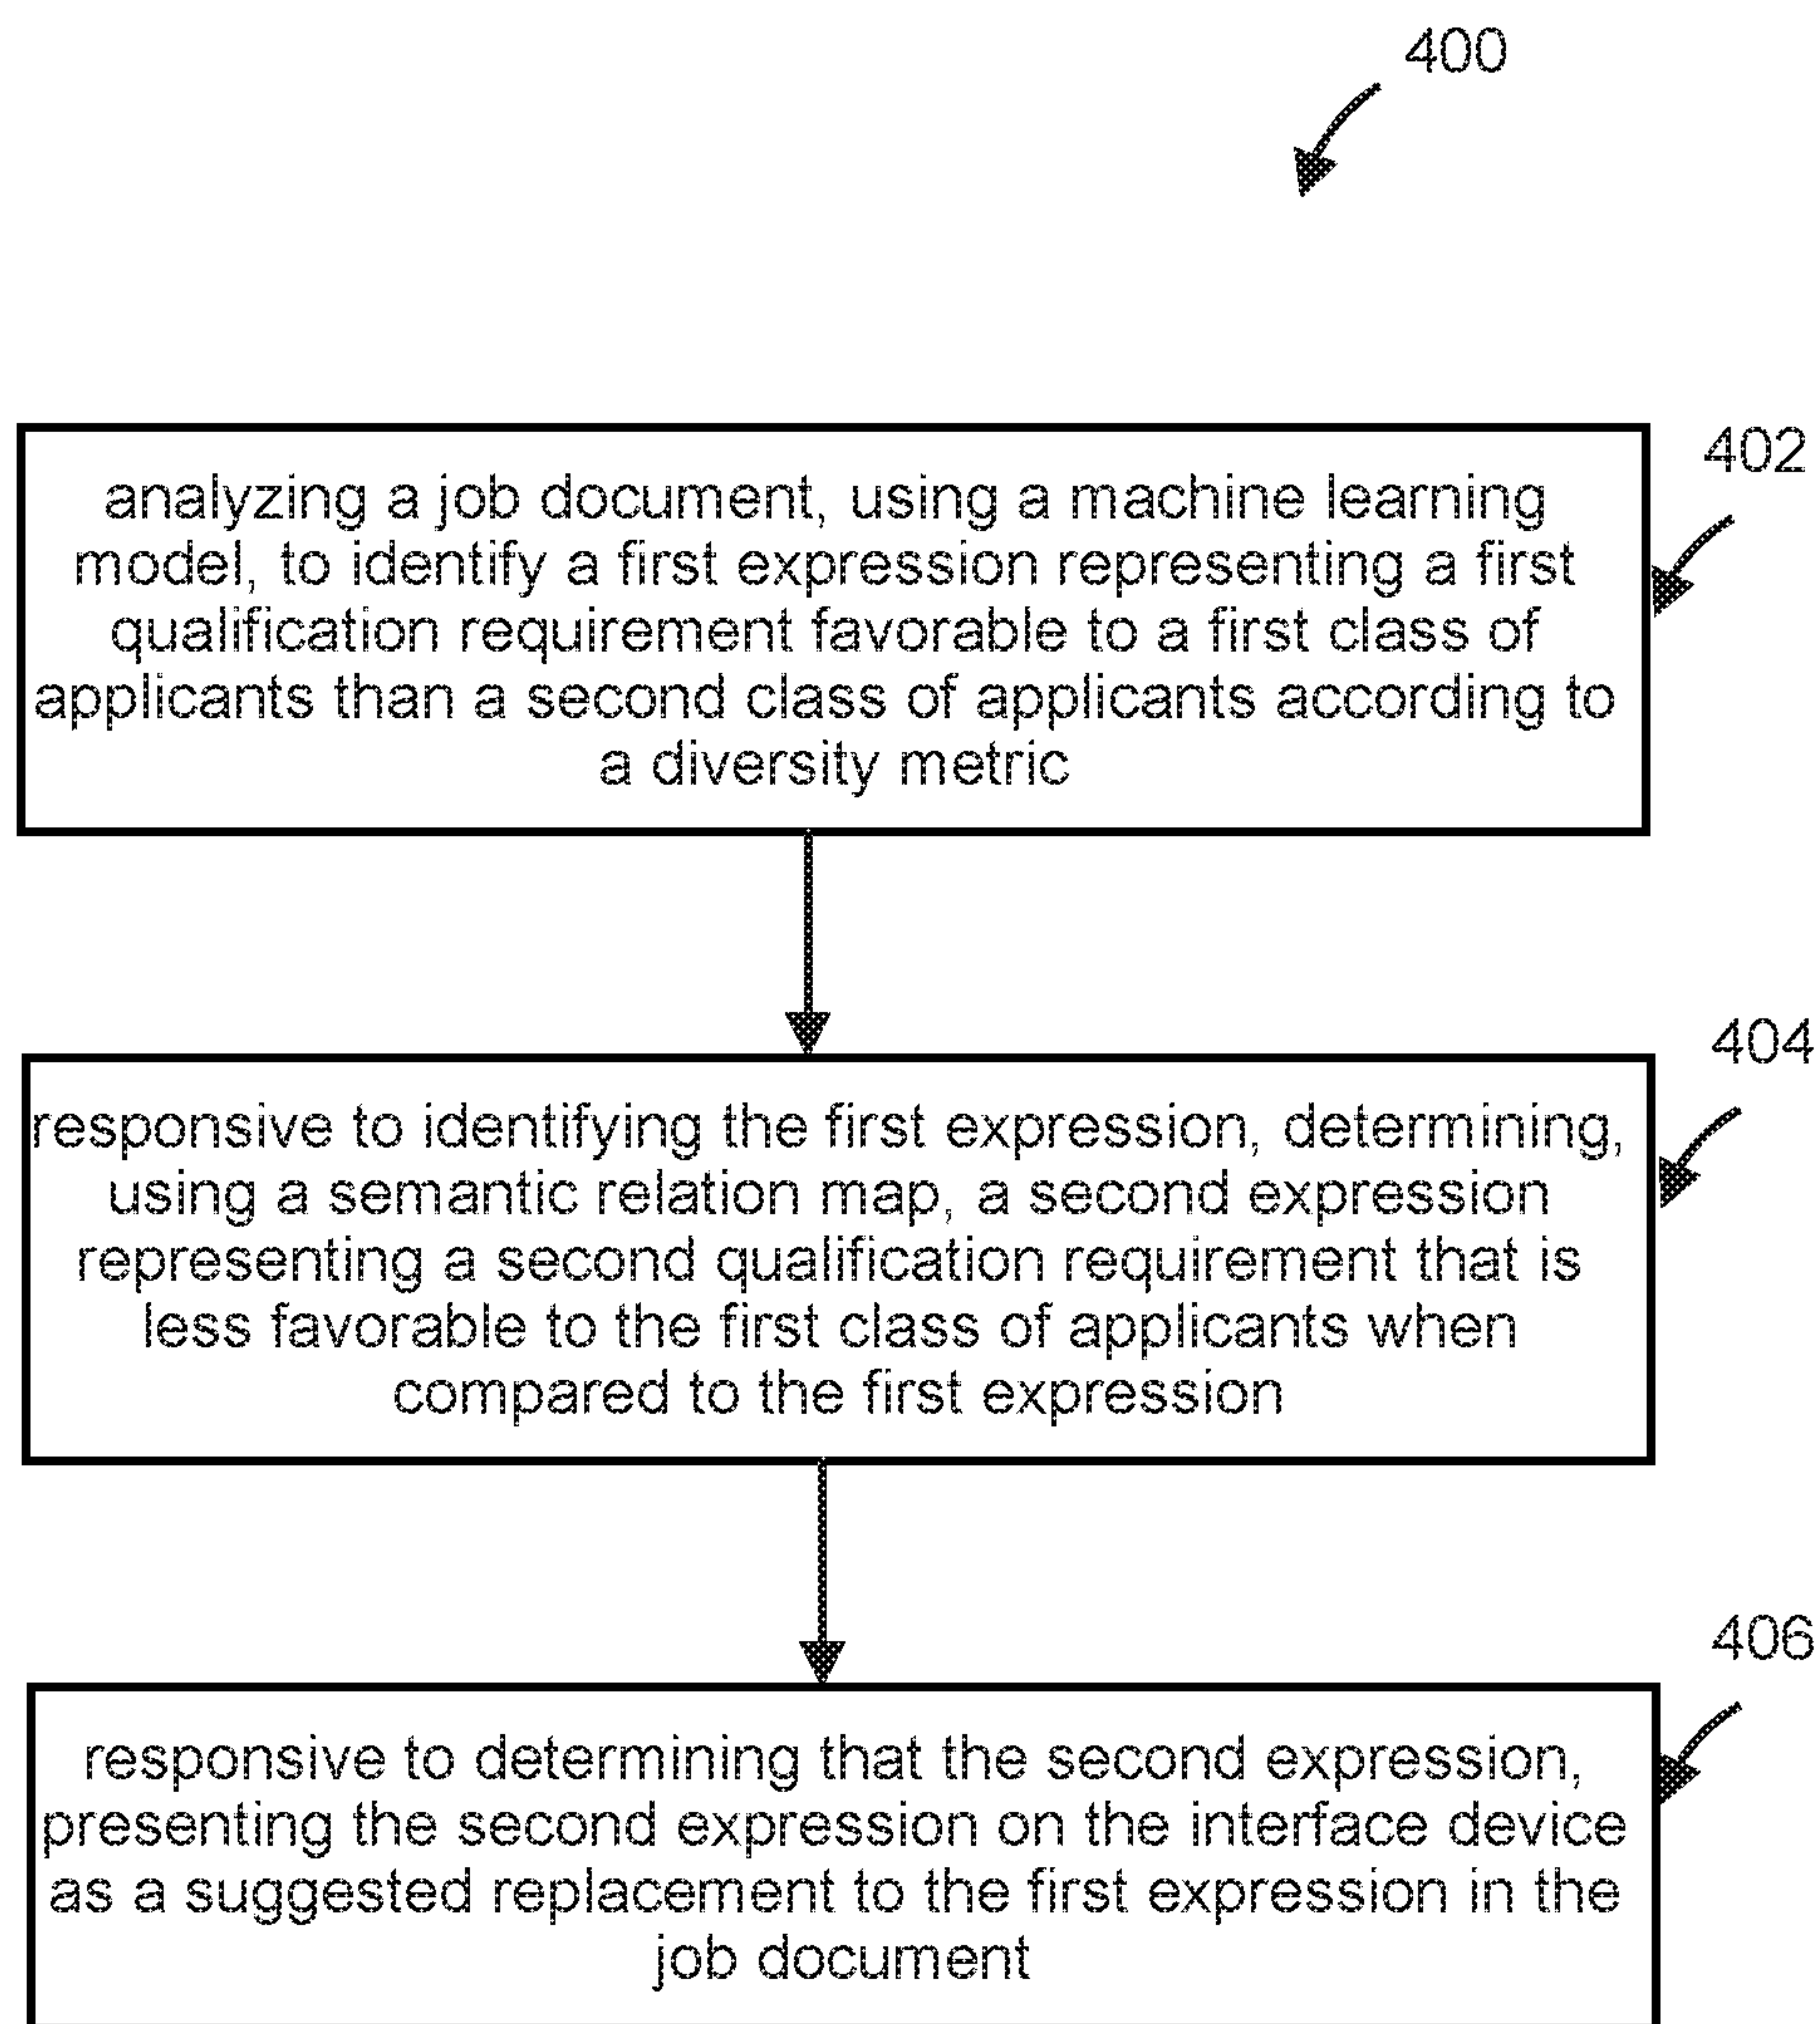 400
402
analyzing a job document, using a machine learning
model, to identify a first expression representing a first
qualification requirement favorable to a first class of
applicants than a second class of applicants according to
a diversity metric
404
responsive to identifying the first expression, determining,
using a semantic relation map, a second expression
representing a second qualification requirement that is
less favorable to the first class of applicants when
compared to the first expression
406
responsive to determining that the second expression,
presenting the second expression on the interface device
as a suggested replacement to the first expression in the
job document